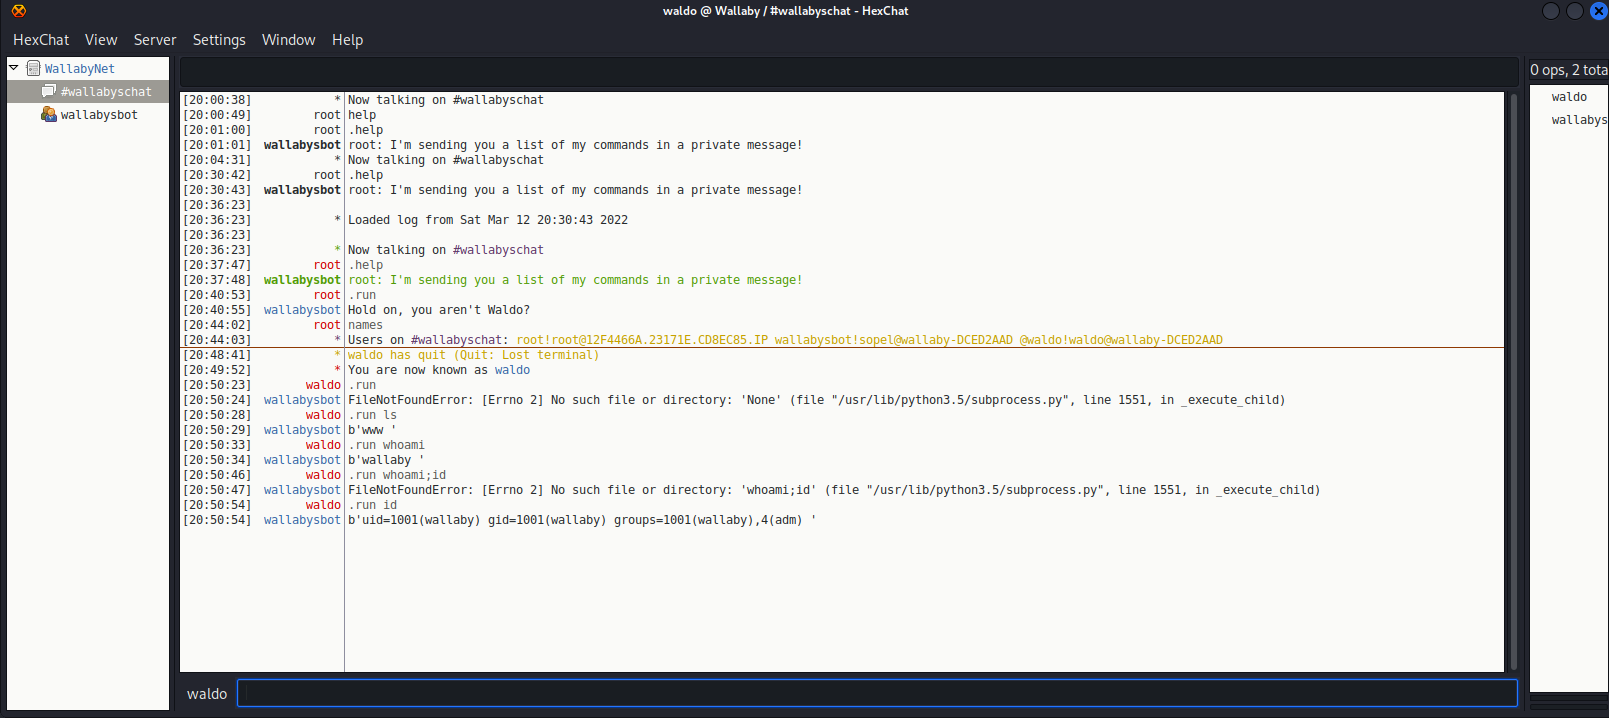 waldo @ Wallaby / #wallabyschat - HexChat
HexChat View Server Settings Window Help
WallabyNet
#wallabyschat
wallabysbot
[20:00:38] * Now talking on #wallabyschat
[20:00:49] root help
[20:01:00] root .help
[20:01:01] wallabysbot root: I'm sending you a list of my commands in a private message!
[20:04:31] * Now talking on #wallabyschat
[20:30:42] root .help
[20:30:43] wallabysbot root: I'm sending you a list of my commands in a private message!
[20:36:23]
[20:36:23] * Loaded log from Sat Mar 12 20:30:43 2022
[20:36:23]
[20:36:23] * Now talking on #wallabyschat
[20:37:47] root .help
[20:37:48] wallabysbot root: I'm sending you a list of my commands in a private message!
[20:40:53] root .run
[20:40:55] wallabysbot Hold on, you aren't Waldo?
[20:44:02] root names
[20:44:03] * Users on #wallabyschat: root!root@12F4466A.23171E.CD8EC85.IP wallabysbot!sopel@wallaby-DCED2AAD @waldo!waldo@wallaby-DCED2AAD
[20:48:41] * waldo has quit (Quit: Lost terminal)
[20:49:52] * You are now known as waldo
[20:50:23] waldo .run
[20:50:24] wallabysbot FileNotFoundError: [Errno 2] No such file or directory: 'None' (file "/usr/lib/python3.5/subprocess.py", line 1551, in _execute_child)
[20:50:28] waldo .run ls
[20:50:29] wallabysbot b'www '
[20:50:33] waldo .run whoami
[20:50:34] wallabysbot b'wallaby '
[20:50:46] waldo .run whoami;id
[20:50:47] wallabysbot FileNotFoundError: [Errno 2] No such file or directory: 'whoami;id' (file "/usr/lib/python3.5/subprocess.py", line 1551, in _execute_child)
[20:50:54] waldo .run id
[20:50:54] wallabysbot b'uid=1001(wallaby) gid=1001(wallaby) groups=1001(wallaby),4(adm) '
waldo
0 ops, 2 tota
waldo
wallabys